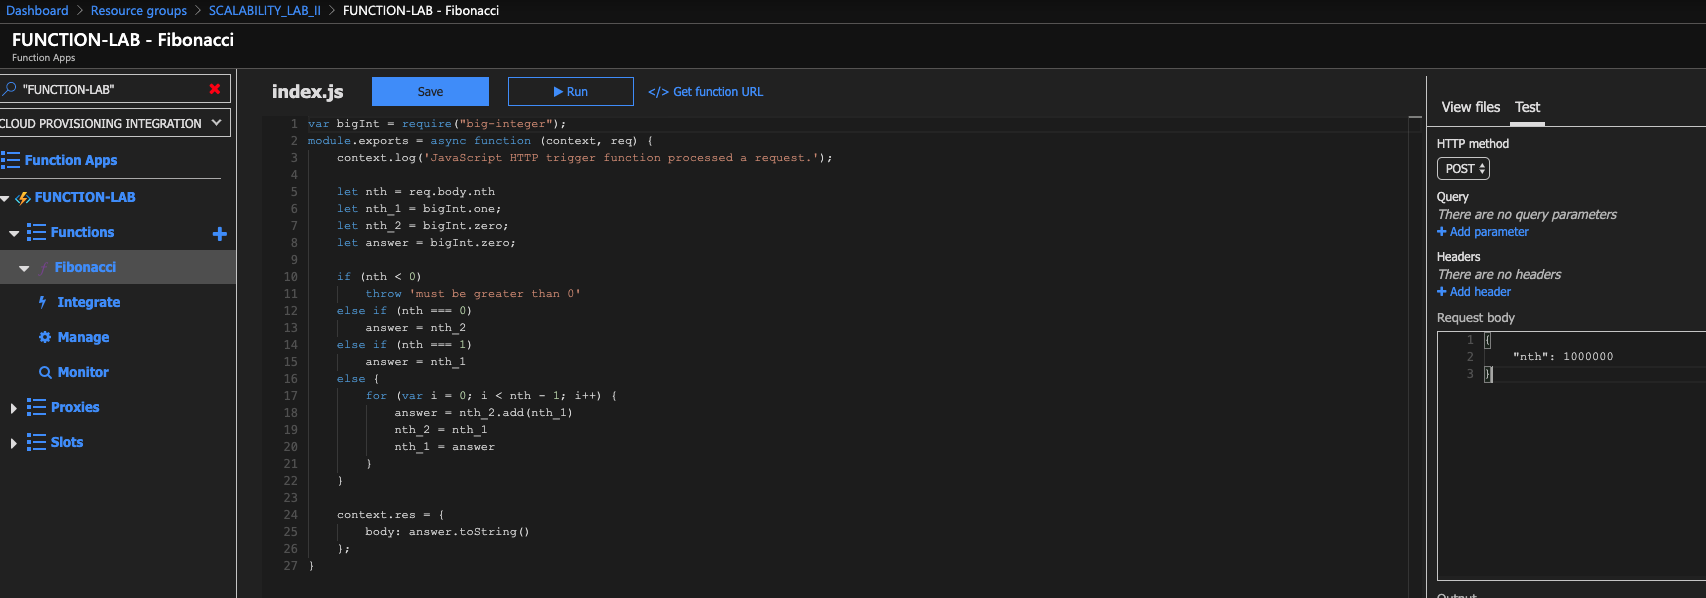 Dashboard > Resource groups > SCALABILITY_LAB_II > FUNCTION-LAB - Fibonacci
FUNCTION-LAB - Fibonacci
Function Apps
"FUNCTION-LAB"
CLOUD PROVISIONING INTEGRATION
Function Apps
FUNCTION-LAB
Functions
Fibonacci
Integrate
Manage
Monitor
Proxies
Slots
index.js
Save
Run
</> Get function URL
1 var bigInt = require("big-integer");
2 module.exports = async function (context, req) {
3     context.log('JavaScript HTTP trigger function processed a request.');
4
5     let nth = req.body.nth
6     let nth_1 = bigInt.one;
7     let nth_2 = bigInt.zero;
8     let answer = bigInt.zero;
9
10     if (nth < 0)
11         throw 'must be greater than 0'
12     else if (nth === 0)
13         answer = nth_2
14     else if (nth === 1)
15         answer = nth_1
16     else {
17         for (var i = 0; i < nth - 1; i++) {
18             answer = nth_2.add(nth_1)
19             nth_2 = nth_1
20             nth_1 = answer
21         }
22     }
23
24     context.res = {
25         body: answer.toString()
26     };
27 }
View files
Test
HTTP method
POST
Query
There are no query parameters
+ Add parameter
Headers
There are no headers
+ Add header
Request body
1 {
2     "nth": 1000000
3 }
Output